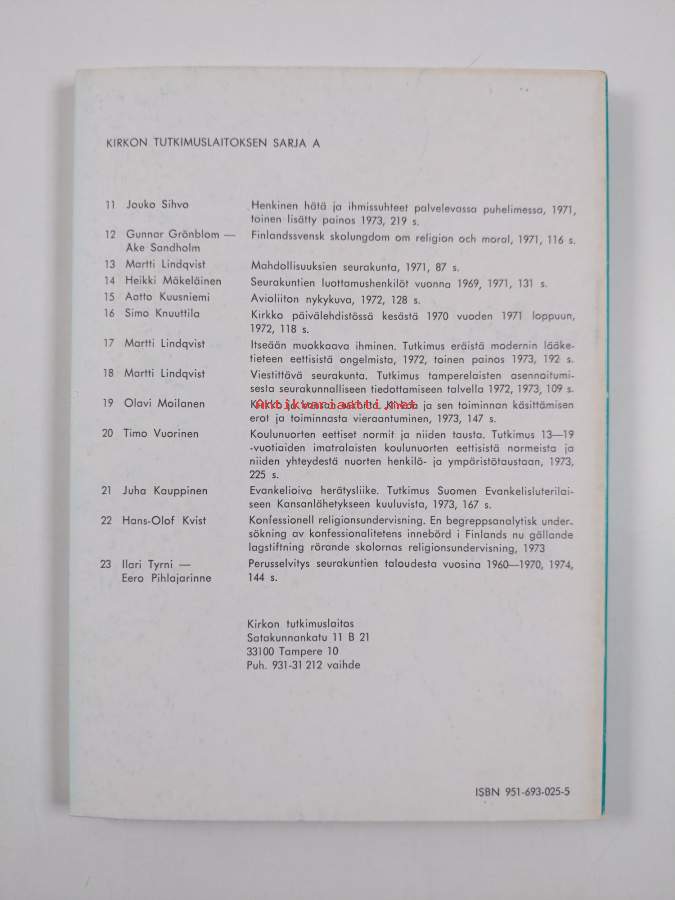 KIRKON TUTKIMUSLAITOKSEN SARJA A
11 Jouko Sihvo Henkinen hätä ja ihmissuhteet palvelevassa puhelimessa, 1971,
toinen lisätty painos 1973, 219 s.
12 Gunnar Grönblom — Finlandssvensk skolungdom om religion och moral, 1971, 116 s.
Åke Sandholm
13 Martti Lindqvist Mahdollisuuksien seurakunta, 1971, 87 s.
14 Heikki Mäkeläinen Seurakuntien luottamushenkilöt vuonna 1969, 1971, 131 s.
15 Aatto Kuusniemi Avioliiton nykykuva, 1972, 128 s.
16 Simo Knuuttila Kirkko päivälehdistössä kesästä 1970 vuoden 1971 loppuun,
1972, 118 s.
17 Martti Lindqvist Itseään muokkaava ihminen. Tutkimus eräistä modernin lääke-
tieteen eettisistä ongelmista, 1972, toinen painos 1973, 192 s.
18 Martti Lindqvist Viestittävä seurakunta. Tutkimus tamperelaisten asennoitumi-
sesta seurakunnalliseen tiedottamiseen talvella 1972, 1973, 109 s.
19 Olavi Moilanen Kirkko ja sen toiminnan käsittämisen
Antikvariaatti.net
erot ja toiminnasta vieraantuminen, 1973, 147 s.
20 Timo Vuorinen Koulunuorten eettiset normit ja niiden tausta. Tutkimus 13—19
-vuotiaiden imatralaisten koulunuorten eettisistä normeista ja
niiden yhteydestä nuorten henkilö- ja ympäristötaustaan, 1973,
225 s.
21 Juha Kauppinen Evankelioiva herätysliike. Tutkimus Suomen Evankelisluterilai-
seen Kansanlähetykseen kuuluvista, 1973, 167 s.
22 Hans-Olof Kvist Konfessionell religionsundervisning. En begreppsanalytisk under-
sökning av konfessionalitetens innebörd i Finlands nu gällande
lagstiftning rörande skolornas religionsundervisning, 1973
23 Ilari Tyrni — Perusselvitys seurakuntien taloudesta vuosina 1960—1970, 1974,
Eero Pihlajarinne 144 s.
Kirkon tutkimuslaitos
Satakunnankatu 11 B 21
33100 Tampere 10
Puh. 931-31 212 vaihde
ISBN 951-693-025-5